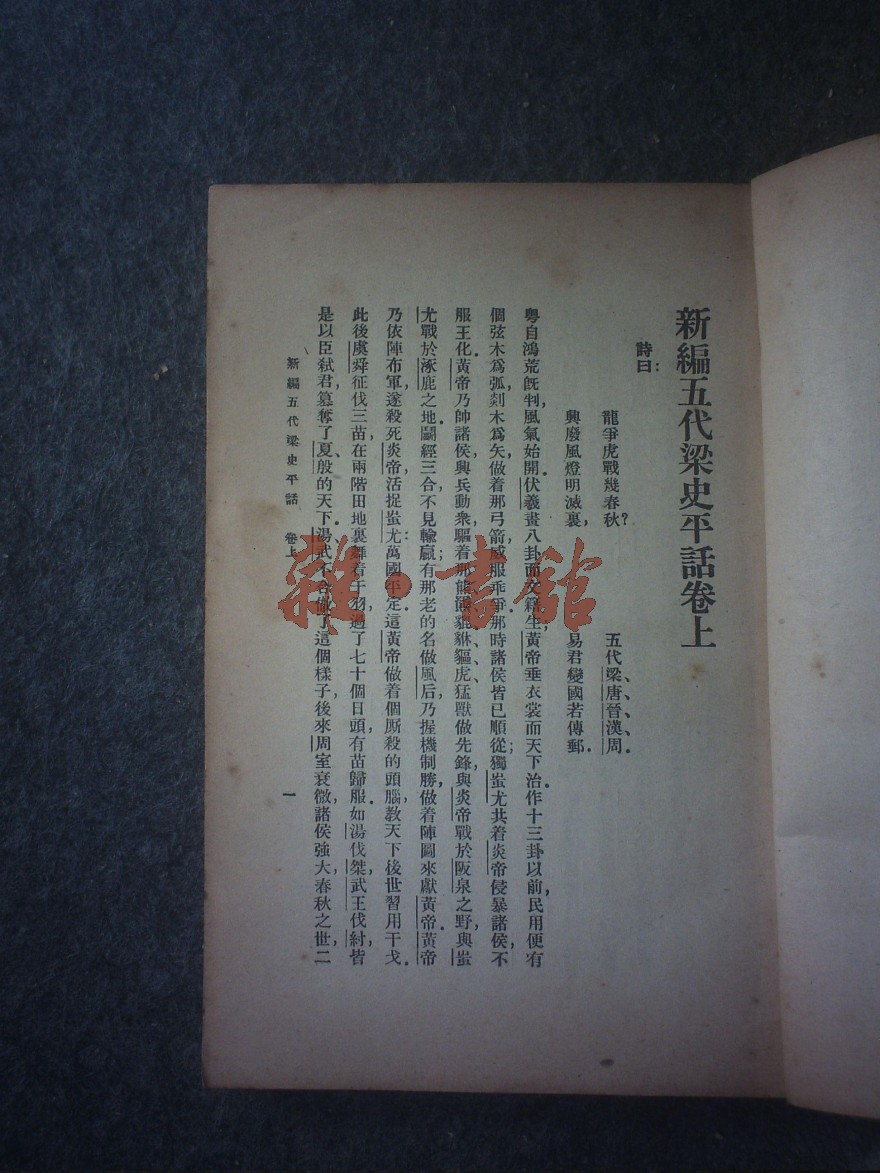 新編五代梁史平話卷上
詩曰：
龍爭虎戰幾春秋？　五代梁、唐、晉、漢、周。
興廢風燈明滅裏，　易君變國若傳郵。
粤自鴻荒旣判，風氣始開，伏羲畫八卦而文籍生，黃帝垂衣裳而天下治。作十三卦以前，民用便有
個弦木爲弧，剡木爲矢，做着那弓箭，威服乖爭。那時諸侯皆已順從；獨蚩尤共着炎帝侵暴諸侯，不
服王化。黃帝乃帥諸侯，興兵動衆，驅着那熊、羆、貔、貅、貙、虎猛獸做先鋒，與炎帝戰於阪泉之野，與蚩
尤戰於涿鹿之地。鬭經三合，不見輸贏。有那老的名做風后，乃握機制勝，做着陣圖來獻黃帝。黃帝
乃依陣布軍，遂殺死炎帝，活捉蚩尤：萬國平定。這黃帝做着個厮殺的頭腦，教天下後世習用干戈。
此後虞舜征伐三苗，在兩階田地裏舞着干羽，過了七十個日頭，有苗歸服。如湯伐桀，武王伐紂，皆
是以臣弑君，篡奪了夏、殷的天下。湯武不合做了這個樣子，後來周室衰微，諸侯強大，春秋之世二
新編五代梁史平話　卷上　一
雜·書館